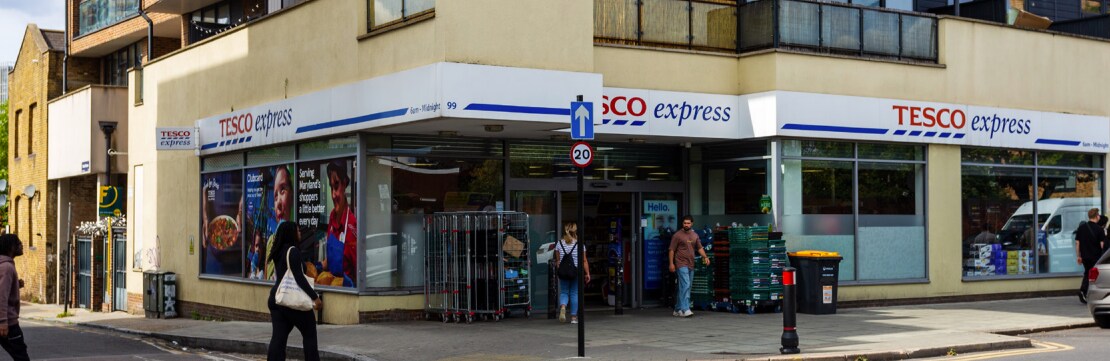 TESCO express
6am - Midnight 99
SCO express
TESCO express
6am - Midnight
TESCO
express
20
Clubcard
Serving
Maryland's
shoppers
a little better
every day
Hello.